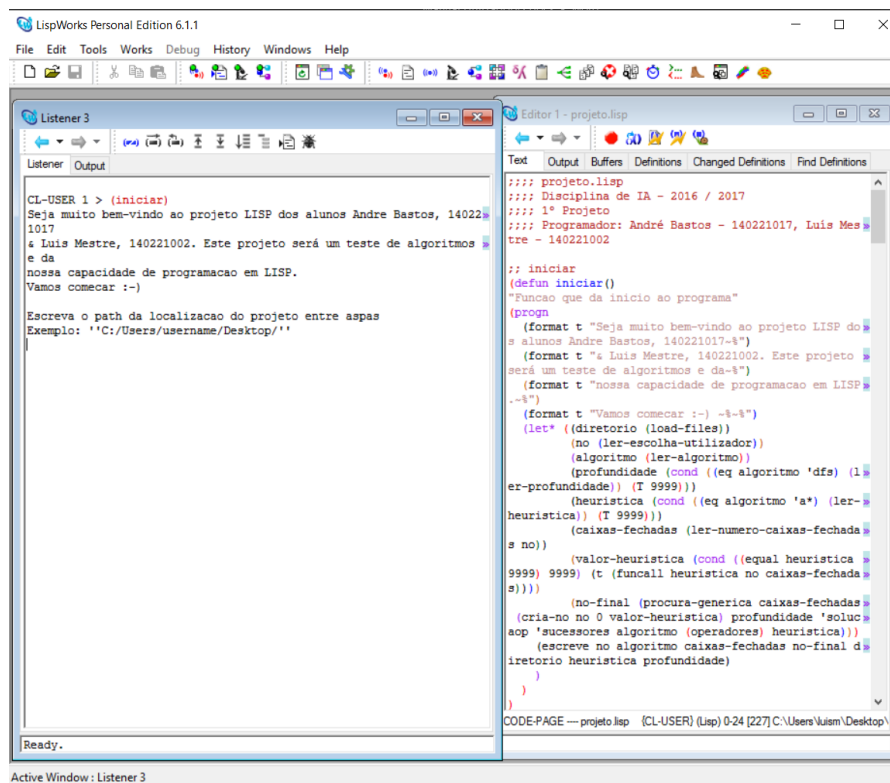 LispWorks Personal Edition 6.1.1
File Edit Tools Works Debug History Windows Help
Listener 3
Listener Output
CL-USER 1 > (iniciar)
Seja muito bem-vindo ao projeto LISP dos alunos Andre Bastos, 14022
1017
& Luis Mestre, 140221002. Este projeto será um teste de algoritmos
e da
nossa capacidade de programacao em LISP.
Vamos comecar :-)
Escreva o path da localizacao do projeto entre aspas
Exemplo: ''C:/Users/username/Desktop/''
Ready.
Editor 1 - projeto.lisp
Text Output Buffers Definitions Changed Definitions Find Definitions
;;;; projeto.lisp
;;;; Disciplina de IA - 2016 / 2017
;;;; 1º Projeto
;;;; Programador: André Bastos - 140221017, Luís Mes
tre - 140221002
;; iniciar
(defun iniciar()
"Funcao que da inicio ao programa"
(progn
(format t "Seja muito bem-vindo ao projeto LISP do
s alunos Andre Bastos, 140221017~%")
(format t "& Luis Mestre, 140221002. Este projeto
será um teste de algoritmos e da~%")
(format t "nossa capacidade de programacao em LISP
.~%")
(format t "Vamos comecar :-) ~%~%")
(let* ((diretorio (load-files))
(no (ler-escolha-utilizador))
(algoritmo (ler-algoritmo))
(profundidade (cond ((eq algoritmo 'dfs) (l
er-profundidade)) (T 9999)))
(heuristica (cond ((eq algoritmo 'a*) (ler-
heuristica)) (T 9999)))
(caixas-fechadas (ler-numero-caixas-fechada
s no))
(valor-heuristica (cond ((equal heuristica
9999) 9999) (t (funcall heuristica no caixas-fechada
s))))
(no-final (procura-generica caixas-fechadas
(cria-no no 0 valor-heuristica) profundidade 'soluc
aop 'sucessores algoritmo (operadores) heuristica)))
(escreve no algoritmo caixas-fechadas no-final d
iretorio heuristica profundidade)
)
)
)
CODE-PAGE ---- projeto.lisp {CL-USER} (Lisp) 0-24 [227] C:\Users\luism\Desktop\
Active Window : Listener 3